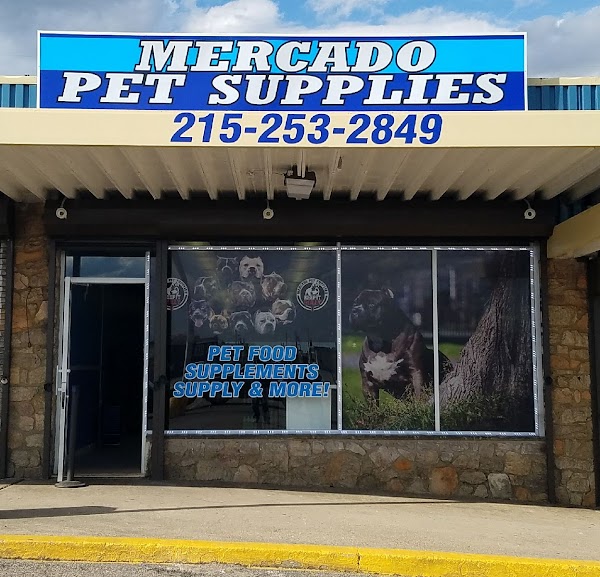 MERCADO
PET SUPPLIES
215-253-2849
PET FOOD
SUPPLEMENTS
SUPPLY & MORE!